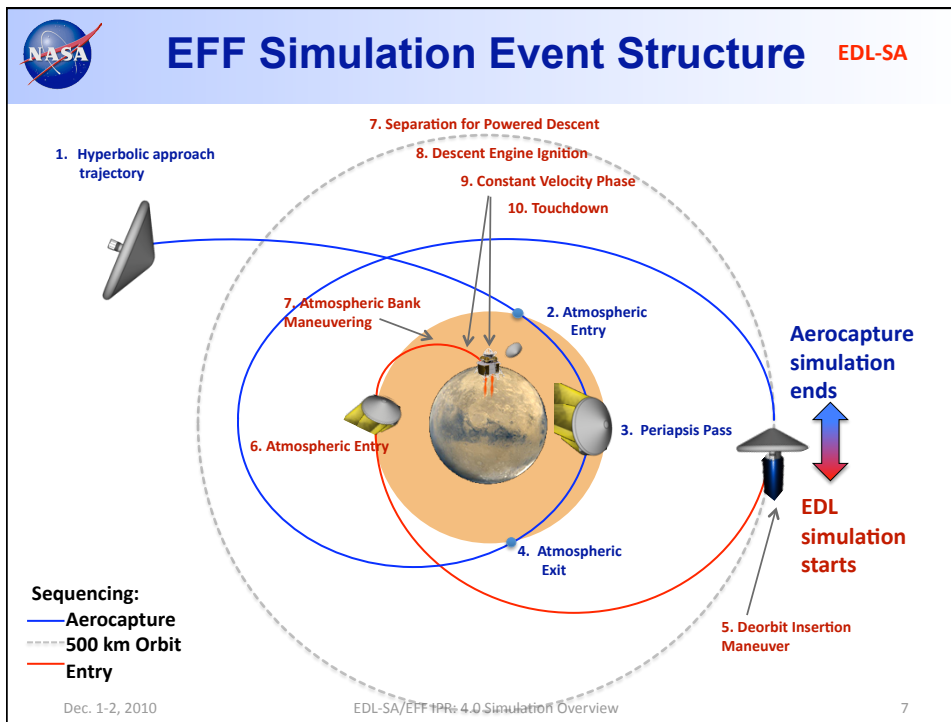 NASA
EFF Simulation Event Structure
EDL-SA
7. Separation for Powered Descent
8. Descent Engine Ignition
9. Constant Velocity Phase
10. Touchdown
1. Hyperbolic approach
trajectory
7. Atmospheric Bank
Maneuvering
2. Atmospheric
Entry
Aerocapture
simulation
ends
3. Periapsis Pass
6. Atmospheric Entry
EDL
simulation
starts
4. Atmospheric
Exit
5. Deorbit Insertion
Maneuver
Sequencing:
Aerocapture
500 km Orbit
Entry
Dec. 1-2, 2010
EDL-SA/EFF IPR: 4.0 Simulation Overview
7